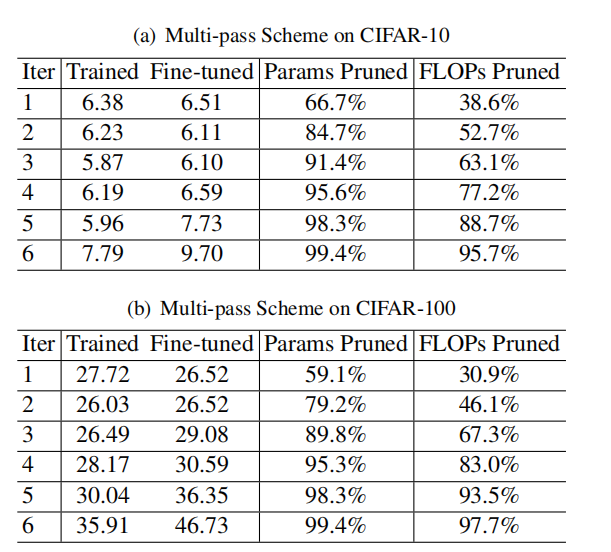 (a) Multi-pass Scheme on CIFAR-10
Iter Trained Fine-tuned Params Pruned FLOPs Pruned
1 6.38 6.51 66.7% 38.6%
2 6.23 6.11 84.7% 52.7%
3 5.87 6.10 91.4% 63.1%
4 6.19 6.59 95.6% 77.2%
5 5.96 7.73 98.3% 88.7%
6 7.79 9.70 99.4% 95.7%
(b) Multi-pass Scheme on CIFAR-100
Iter Trained Fine-tuned Params Pruned FLOPs Pruned
1 27.72 26.52 59.1% 30.9%
2 26.03 26.52 79.2% 46.1%
3 26.49 29.08 89.8% 67.3%
4 28.17 30.59 95.3% 83.0%
5 30.04 36.35 98.3% 93.5%
6 35.91 46.73 99.4% 97.7%